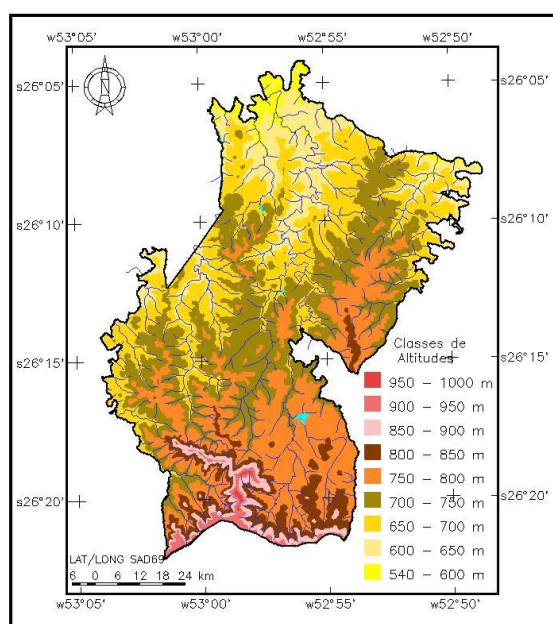 w53°05' w53°00' w52°55' w52°50'
s26°05' s26°05'
N
s26°10' s26°10'
s26°15' s26°15'
s26°20' s26°20'
Classes de
Altitudes
950 – 1000 m
900 – 950 m
850 – 900 m
800 – 850 m
750 – 800 m
700 – 750 m
650 – 700 m
600 – 650 m
540 – 600 m
LAT/LONG SAD69
6 0 6 12 18 24 km
w53°05' w53°00' w52°55' w52°50'